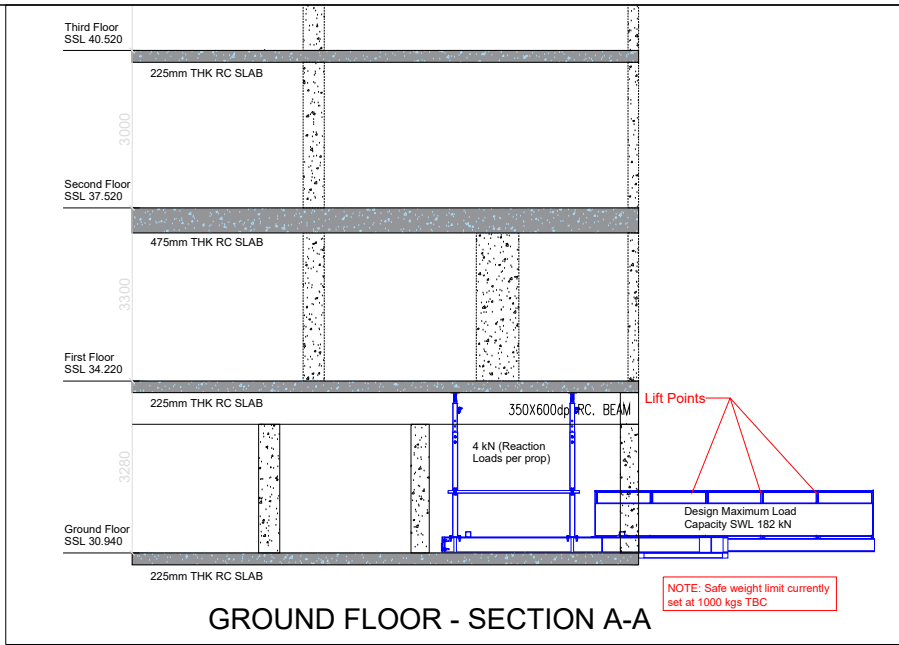 Third Floor
SSL 40.520
225mm THK RC SLAB
3000
Second Floor
SSL 37.520
475mm THK RC SLAB
3300
First Floor
SSL 34.220
225mm THK RC SLAB
350X600dp RC. BEAM
Lift Points
4 kN (Reaction
Loads per prop)
3280
Design Maximum Load
Capacity SWL 182 kN
Ground Floor
SSL 30.940
225mm THK RC SLAB
NOTE: Safe weight limit currently
set at 1000 kgs TBC
GROUND FLOOR - SECTION A-A